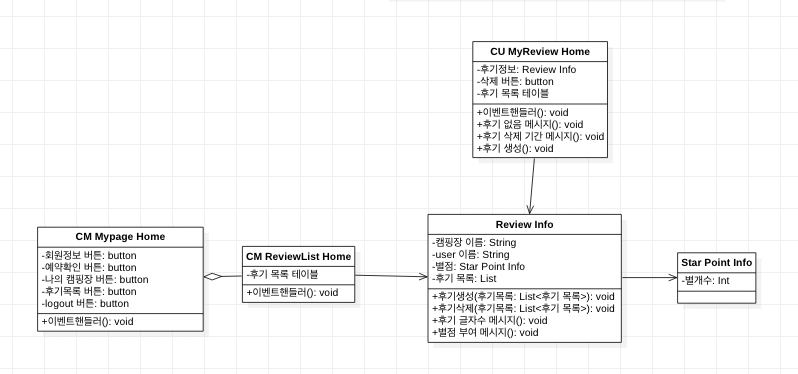 CU MyReview Home
-후기정보: Review Info
-삭제 버튼: button
-후기 목록 테이블
+이벤트핸들러(): void
+후기 없음 메시지(): void
+후기 삭제 기간 메시지(): void
+후기 생성(): void
CM Mypage Home
-회원정보 버튼: button
-예약확인 버튼: button
-나의 캠핑장 버튼: button
-후기목록 버튼: button
-logout 버튼: button
+이벤트핸들러(): void
CM ReviewList Home
-후기 목록 테이블
+이벤트핸들러(): void
Review Info
-캠핑장 이름: String
-user 이름: String
-별점: Star Point Info
-후기 목록: List
+후기생성(후기목록: List<후기 목록>): void
+후기삭제(후기목록: List<후기 목록>): void
+후기 글자수 메시지(): void
+별점 부여 메시지(): void
Star Point Info
-별개수: Int